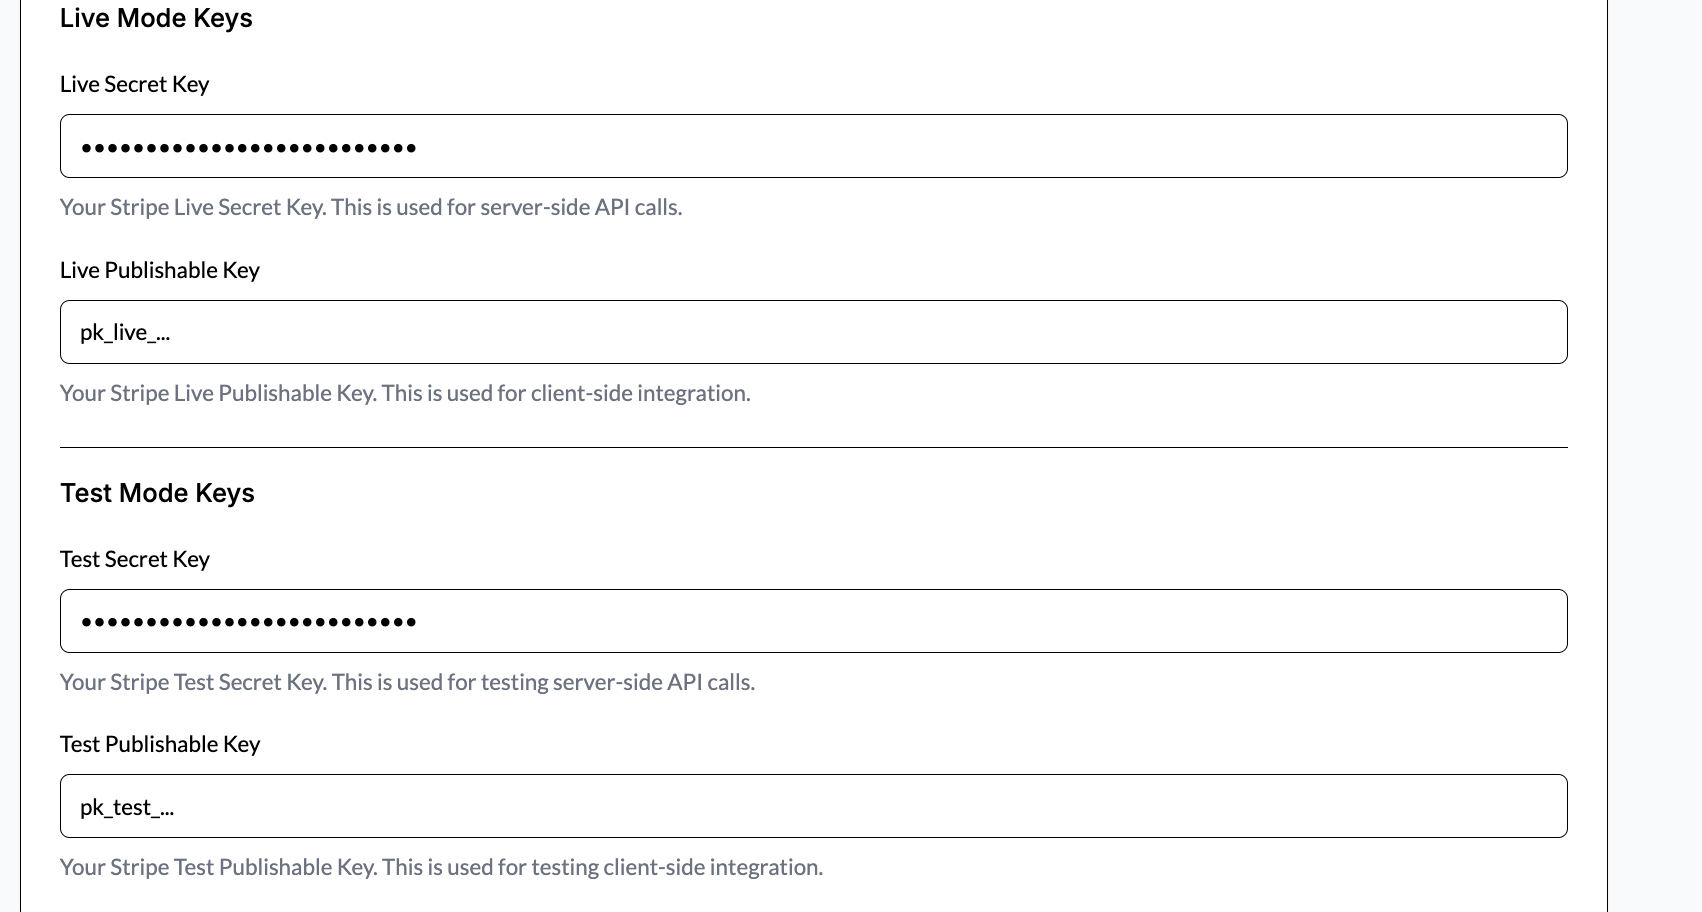 Live Mode Keys
Live Secret Key
••••••••••••••••••••••••••
Your Stripe Live Secret Key. This is used for server-side API calls.
Live Publishable Key
pk_live_...
Your Stripe Live Publishable Key. This is used for client-side integration.
Test Mode Keys
Test Secret Key
••••••••••••••••••••••••••
Your Stripe Test Secret Key. This is used for testing server-side API calls.
Test Publishable Key
pk_test_...
Your Stripe Test Publishable Key. This is used for testing client-side integration.